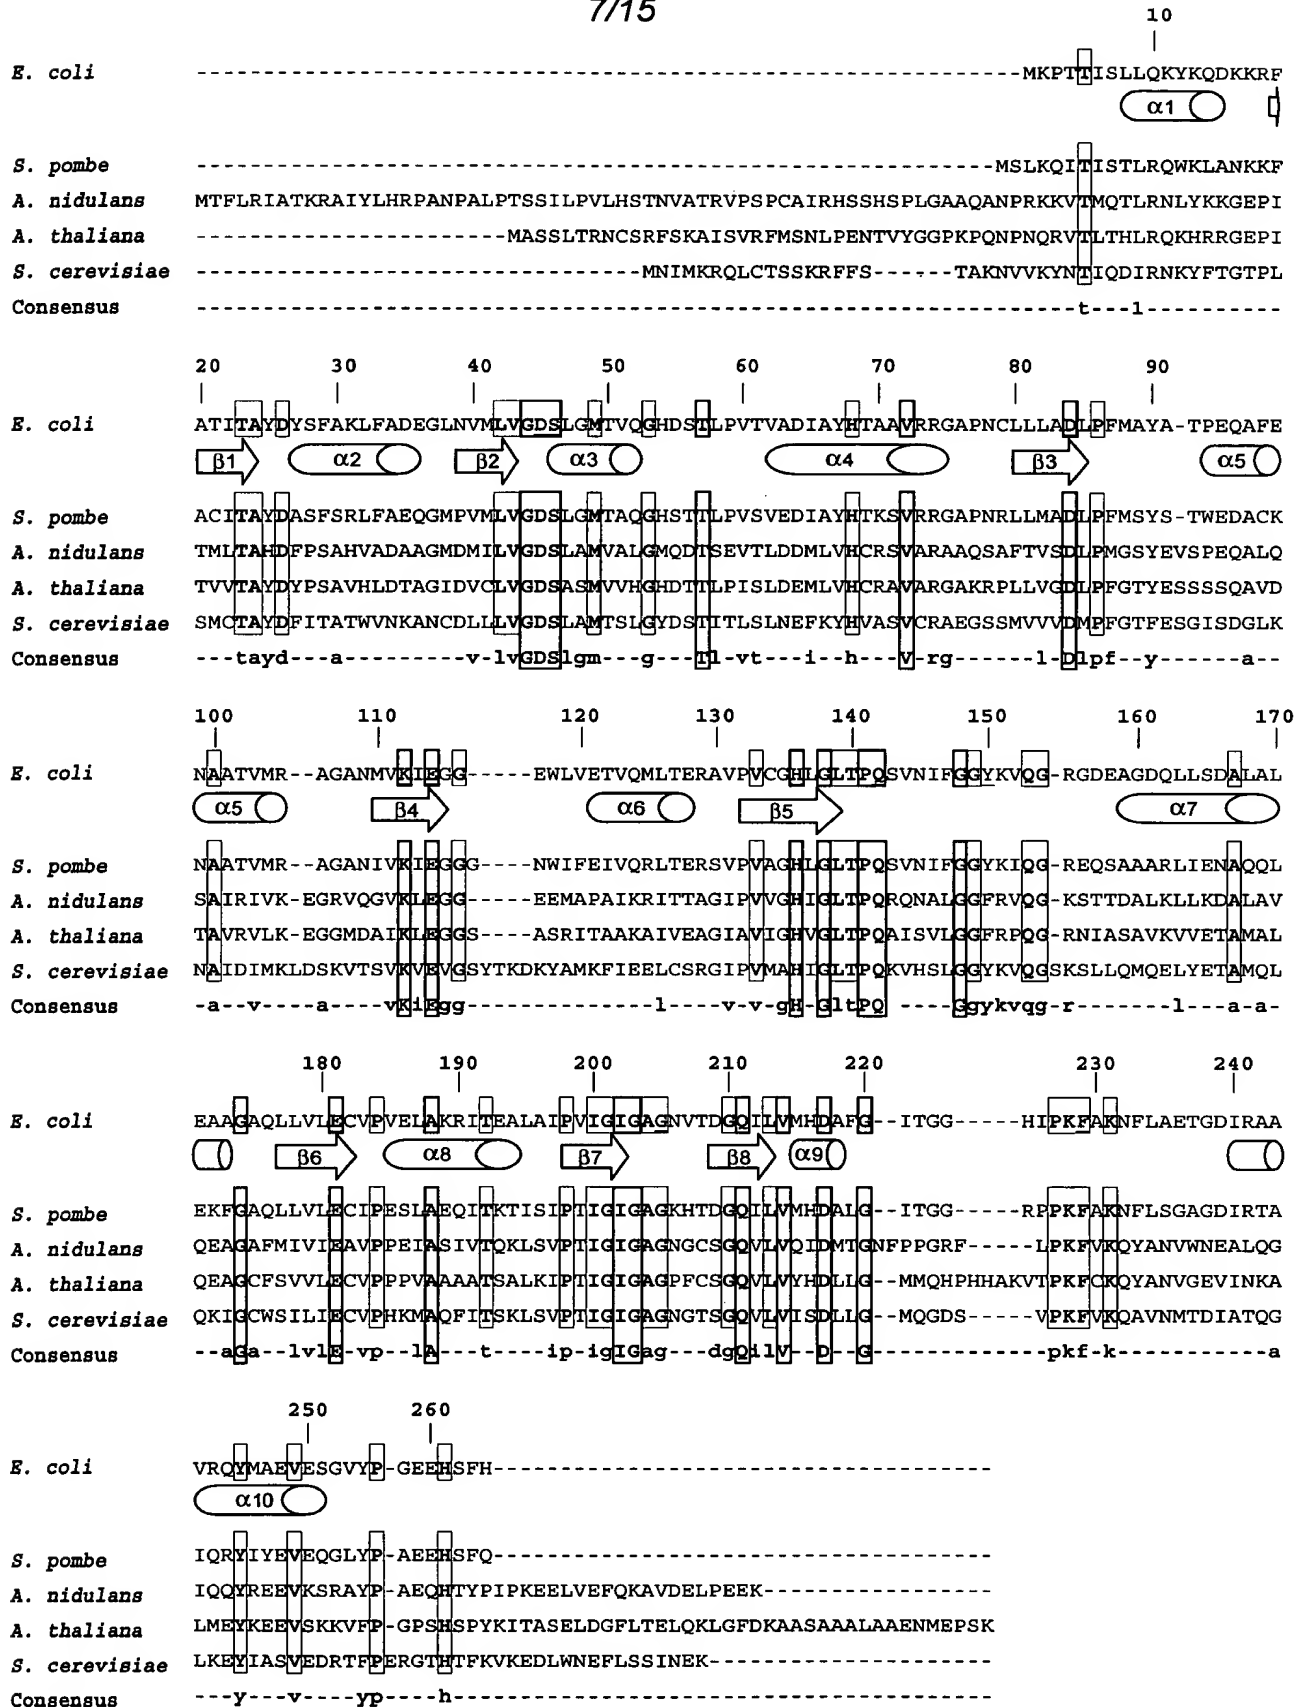 7/15
10
E. coli -------------------------------------------------------------MKPTTISLLQKYKQDKKRF
α1
S. pombe -----------------------------------------------------------MSLKQITISTLRQWKLANKKF
A. nidulans MTFLRIATKRAIYLHRPANPALPTSSILPVLHSTNVATRVPSPCAIRHSSHSPLGAAQANPRKKVTMQTLRNLYKKGEPI
A. thaliana -----------------------MASSLTRNCSRFSKAISVRFMSNLPENTVYGGPKPQNPNQRVTLTHLRQKHRRGEPI
S. cerevisiae ---------------------------------MNIMKRQLCTSSKRFFS------TAKNVVKYNTIQDIRNKYFTGTPL
Consensus -----------------------------------------------------------------t---l----------
20 30 40 50 60 70 80 90
E. coli ATITAYDYSFAKLFADEGLNVMLVGDSLGMTVQGHDSTLPVTVADIAYHTAAVRRGAPNCLLLADLPFMAYA-TPEQAFE
β1 α2 β2 α3 α4 β3 α5
S. pombe ACITAYDASFSRLFAEQGMPVMLVGDSLGMTAQGHSTTLPVSVEDIAYHTKSVRRGAPNRLLMADLPFMSYS-TWEDACK
A. nidulans TMLTAHDFPSAHVADAAGMDMILVGDSLAMVALGMQDTSEVTLDDMLVHCRSVARAAQSAFTVSDLPMGSYEVSPEQALQ
A. thaliana TVVTAYDYPSAVHLDTAGIDVCLVGDSASMVVHGHDTTLPISLDEMLVHCRAVARGAKRPLLVGDLPFGTYESSSSQAVD
S. cerevisiae SMCTAYDFITATWVNKANCDLLLVGDSLAMTSLGYDSTITLSLNEFKYHVASVCRAEGSSMVVVDMPFGTFESGISDGLK
Consensus ---tayd---a---------v-lvGDSlgm---g---Tl-vt---i--h---V-rg------l-Dlpf--y------a--
100 110 120 130 140 150 160 170
E. coli NAATVMR--AGANMVKIEGG-----EWLVETVQMLTERAVPVCGHLGLTPQSVNIFGGYKVQG-RGDEAGDQLLSDALAL
α5 β4 α6 β5 α7
S. pombe NAATVMR--AGANIVKIEGGG----NWIFEIVQRLTERSVPVAGHLGLTPQSVNIFGGYKIQG-REQSAAARLIENAQQL
A. nidulans SAIRIVK-EGRVQGVKLEGG-----EEMAPAIKRITTAGIPVVGHIGLTPQRQNALGGFRVQG-KSTTDALKLLKDALAV
A. thaliana TAVRVLK-EGGMDAIKLEGGS----ASRITAAKAIVEAGIAVIGHVGLTPQAISVLGGFRPQG-RNIASAVKVVETAMAL
S. cerevisiae NAIDIMKLDSKVTSVKVEVGSYTKDKYAMKFIEELCSRGIPVMAHIGLTPQKVHSLGGYKVQGSKSLLQMQELYETAMQL
Consensus -a--v----a----vKiEgg--------------l----v--v-gH-GltPQ-----Ggykvqg-r-------l---a-a-
180 190 200 210 220 230 240
E. coli EAAGAQLLVLECVPVELAKRITEALAIPVIGIGAGNVTDGQILVMHDAFG--ITGG-----HIPKFAKNFLAETGDIRAA
β6 α8 β7 β8 α9
S. pombe EKFGAQLLVLECIPESLAEQITKTISIPTIGIGAGKHTDGQILVMHDALG--ITGG-----RPPKFAKNFLSGAGDIRTA
A. nidulans QEAGAFMIVIEAVPPEIASIVTQKLSVPTIGIGAGNGCSGQVLVQIDMTGNFPPGRF-----LPKFVKQYANVWNEALQG
A. thaliana QEAGCFSVVLECVPPPVAAAATSALKIPTIGIGAGPFCSGQVLVYHDLLG--MMQHPHHAKVTPKFCKQYANVGEVINKA
S. cerevisiae QKIGCWSILIECVPHKMAQFITSKLSVPTIGIGAGNGTSGQVLVISDLLG--MQGDS-----VPKFVKQAVNMTDIATQG
Consensus --aGa--lvlE-vp--lA---t----ip-igIGag---dgQilV--D--G-------------pkf-k-----------a
250 260
E. coli VRQYMAEVESGVYP-GEEHSFH------------------------------------
α10
S. pombe IQRYIYEVEQGLYP-AEEHSFQ------------------------------------
A. nidulans IQQYREEVKSRAYP-AEQHTYPIPKEELVEFQKAVDELPEEK----------------
A. thaliana LMEYKEEVSKKVFP-GPSHSPYKITASELDGFLTELQKLGFDKAASAAALAAENMEPSK
S. cerevisiae LKEYIASVEDRTFPERGTHTFKVKEDLWNEFLSSINEK--------------------
Consensus ---y---v----yp----h---------------------------------------